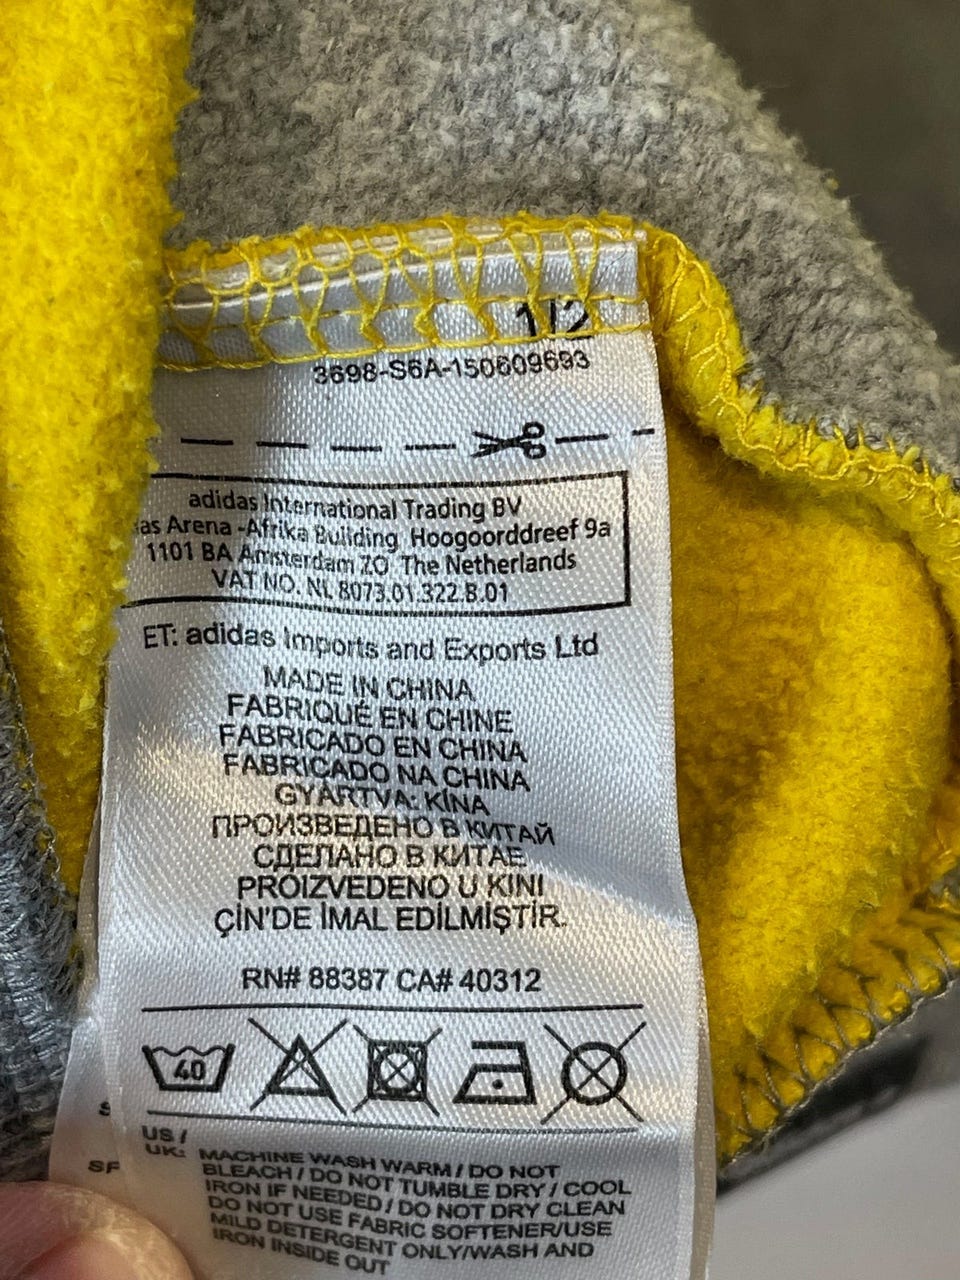 1/2
3698-S6A-150609693
adidas International Trading BV
as Arena -Afrika Building Hoogoorddreef 9a
1101 BA Amsterdam ZO The Netherlands
VAT NO. NL 8073.01.322.B.01
ET: adidas Imports and Exports Ltd
MADE IN CHINA
FABRIQUÉ EN CHINE
FABRICADO EN CHINA
FABRICADO NA CHINA
GYÁRTVA: KÍNA
ПРОИЗВЕДЕНО В КИТАЙ
СДЕЛАНО В КИТАЕ
PROIZVEDENO U KINI
ÇİN'DE İMAL EDİLMİŞTİR.
RN# 88387 CA# 40312
40
US /
UK: MACHINE WASH WARM / DO NOT
BLEACH / DO NOT TUMBLE DRY / COOL
IRON IF NEEDED / DO NOT DRY CLEAN
DO NOT USE FABRIC SOFTENER/USE
MILD DETERGENT ONLY/WASH AND
IRON INSIDE OUT
SF